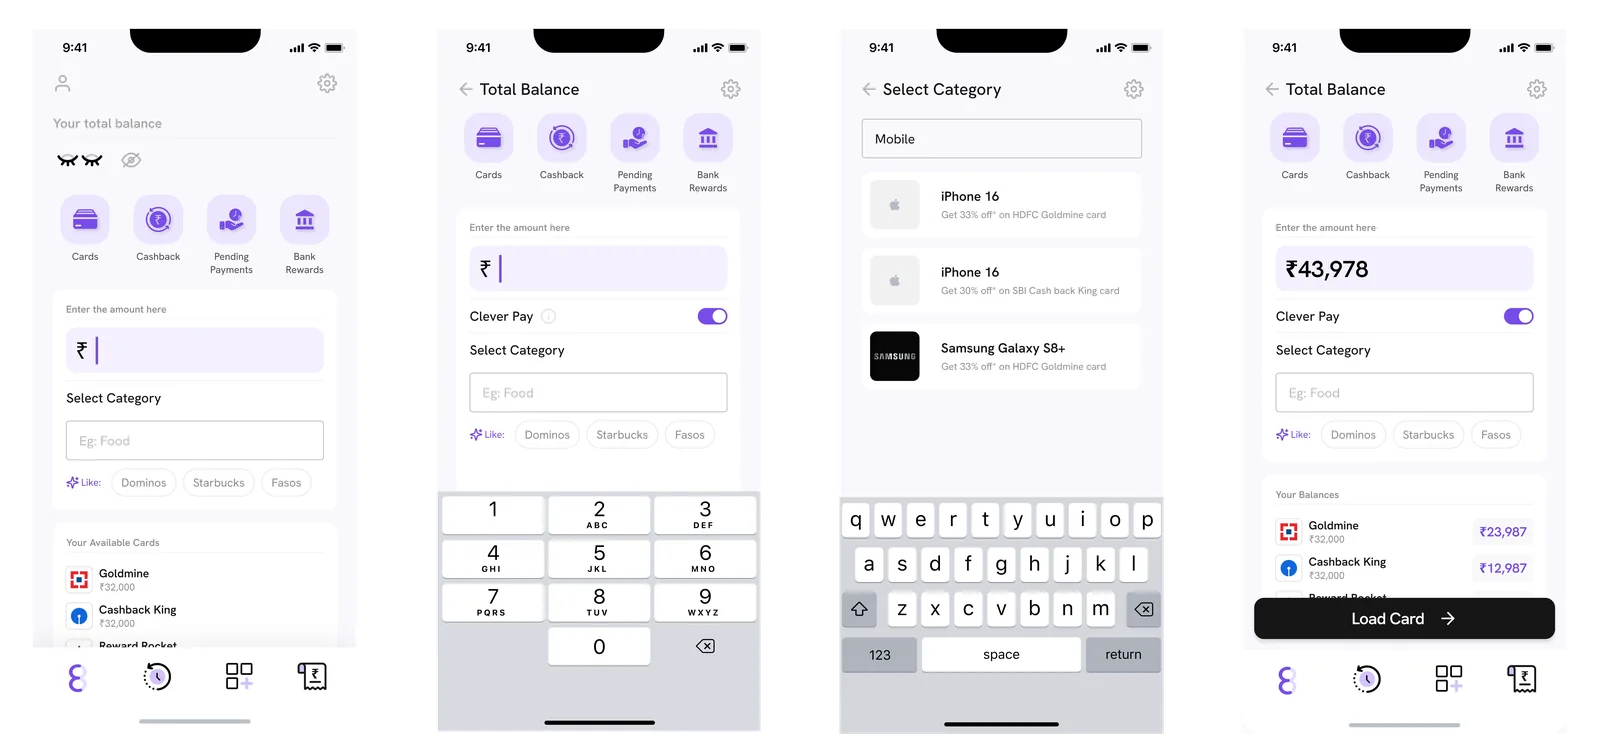 9:41
Your total balance
Cards
Cashback
Pending
Payments
Bank
Rewards
Enter the amount here
₹
Select Category
Eg: Food
Like:
Dominos
Starbucks
Fasos
Your Available Cards
Goldmine
₹32,000
Cashback King
₹32,000
Reward Rocket
9:41
Total Balance
Cards
Cashback
Pending
Payments
Bank
Rewards
Enter the amount here
₹
Clever Pay
Select Category
Eg: Food
Like:
Dominos
Starbucks
Fasos
1
2
ABC
3
DEF
4
GHI
5
JKL
6
MNO
7
PQRS
8
TUV
9
WXYZ
0
9:41
Select Category
Mobile
iPhone 16
Get 33% off* on HDFC Goldmine card
iPhone 16
Get 30% off* on SBI Cash back King card
SAMSUNG
Samsung Galaxy S8+
Get 33% off* on HDFC Goldmine card
q w e r t y u i o p
a s d f g h j k l
z x c v b n m
123 space return
9:41
Total Balance
Cards
Cashback
Pending
Payments
Bank
Rewards
Enter the amount here
₹43,978
Clever Pay
Select Category
Eg: Food
Like:
Dominos
Starbucks
Fasos
Your Balances
Goldmine
₹32,000
₹23,987
Cashback King
₹32,000
₹12,987
Load Card